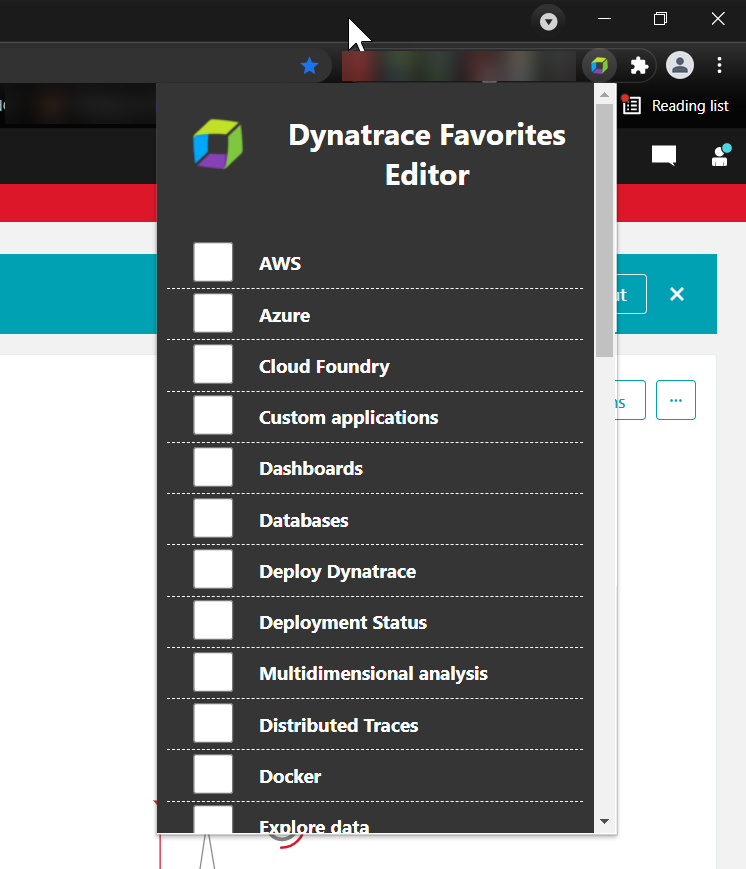 Reading list
Dynatrace Favorites
Editor
AWS
Azure
Cloud Foundry
Custom applications
Dashboards
Databases
Deploy Dynatrace
Deployment Status
Multidimensional analysis
Distributed Traces
Docker
Explore data